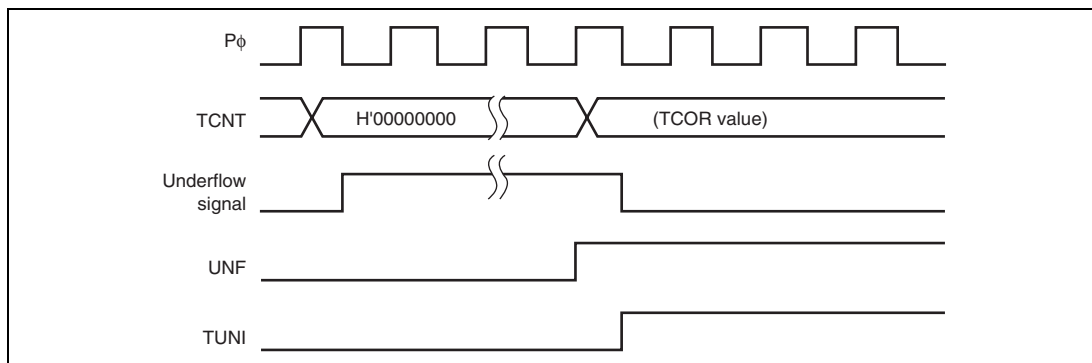 Pϕ
TCNT
H'00000000
(TCOR value)
Underflow
signal
UNF
TUNI